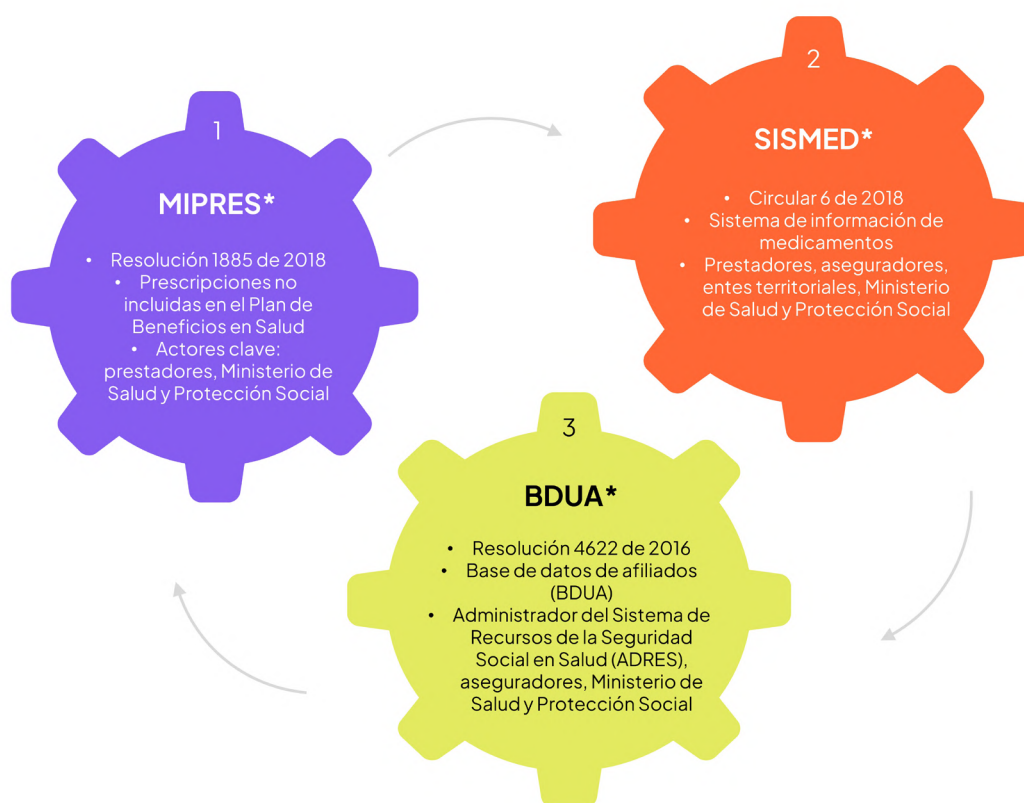 1
MIPRES*
• Resolución 1885 de 2018
• Prescripciones no
incluidas en el Plan de
Beneficios en Salud
• Actores clave:
prestadores, Ministerio de
Salud y Protección Social
2
SISMED*
• Circular 6 de 2018
• Sistema de información de
medicamentos
• Prestadores, aseguradores,
entes territoriales, Ministerio
de Salud y Protección Social
3
BDUA*
• Resolución 4622 de 2016
• Base de datos de afiliados
(BDUA)
• Administrador del Sistema de
Recursos de la Seguridad
Social en Salud (ADRES),
aseguradores, Ministerio de
Salud y Protección Social